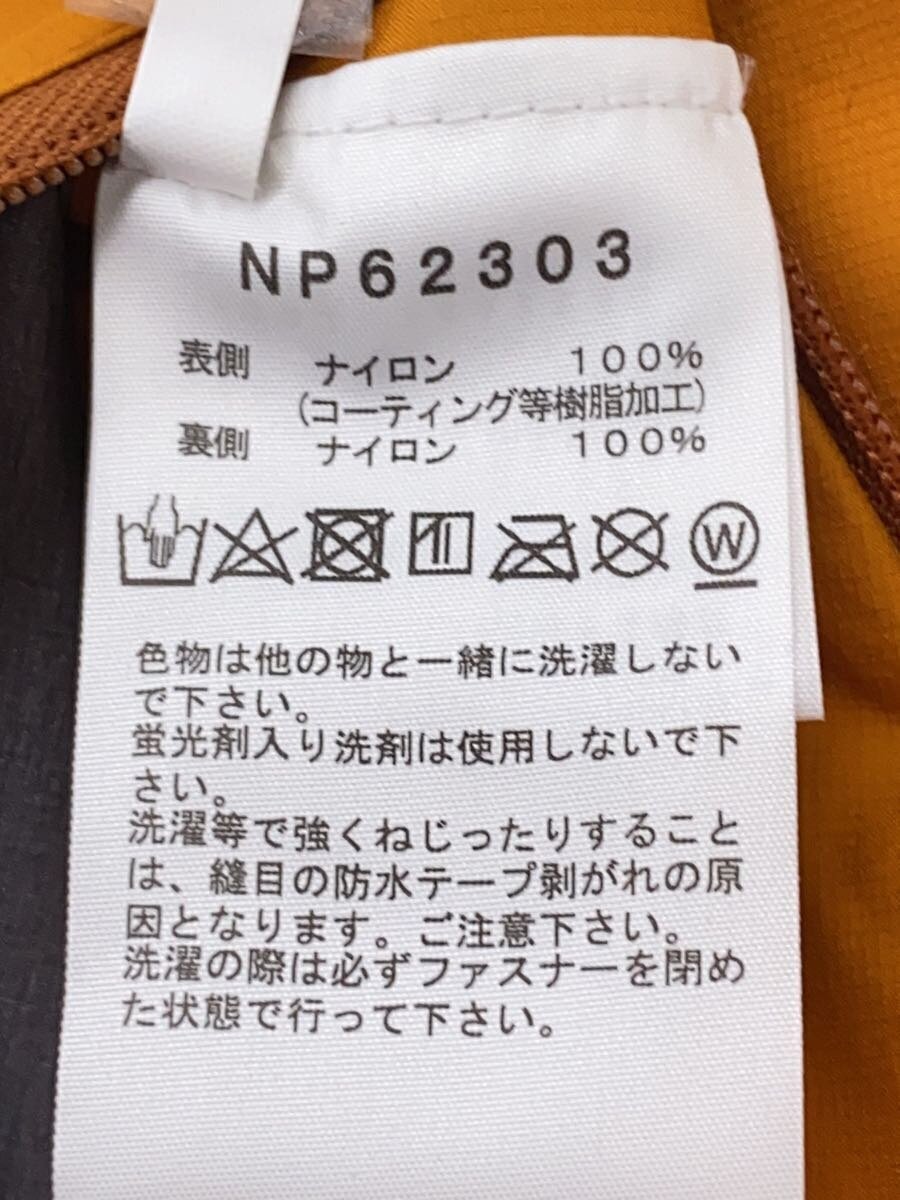 NP62303
表側 ナイロン 100%
(コーティング等樹脂加工)
裏側 ナイロン 100%
W
色物は他の物と一緒に洗濯しない
で下さい。
蛍光剤入り洗剤は使用しないで下
さい。
洗濯等で強くねじったりすること
は、縫目の防水テープ剥がれの原
因となります。ご注意下さい。
洗濯の際は必ずファスナーを閉め
た状態で行って下さい。